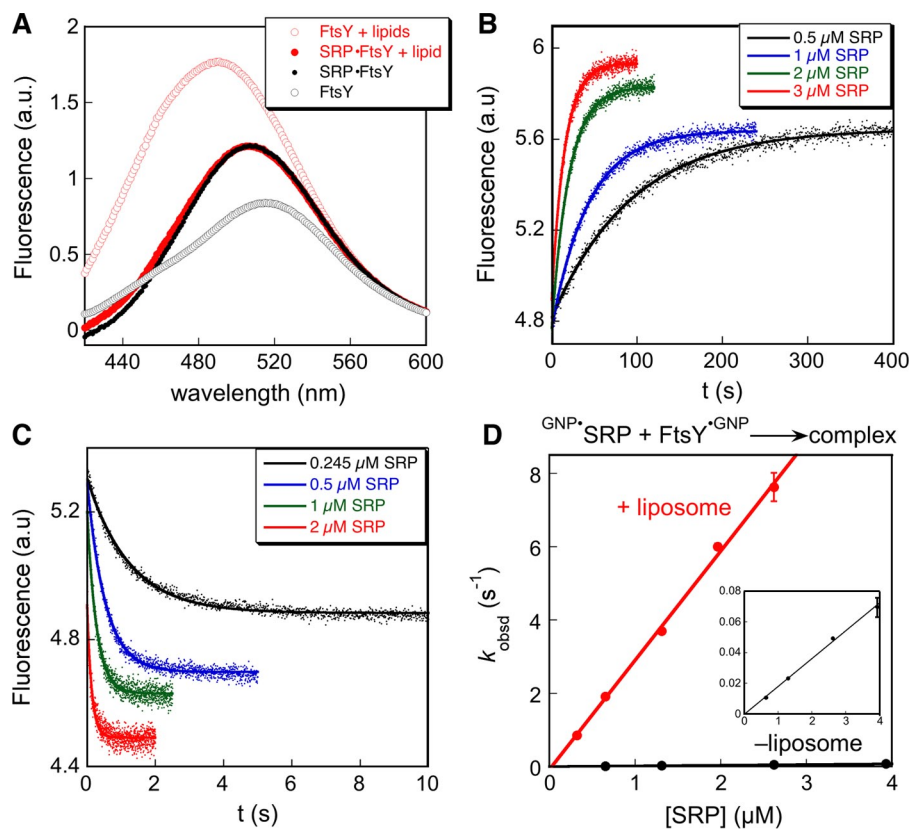 A
Fluorescence (a.u.)
2
1.5
1
0.5
0
440
480
520
560
600
wavelength (nm)
FtsY + lipids
SRP•FtsY + lipid
SRP•FtsY
FtsY
B
Fluorescence (a.u)
6
5.6
5.2
4.8
0
100
200
300
400
t (s)
0.5 µM SRP
1 µM SRP
2 µM SRP
3 µM SRP
C
Fluorescence (a.u)
5.2
4.8
4.4
0
2
4
6
8
10
t (s)
0.245 µM SRP
0.5 µM SRP
1 µM SRP
2 µM SRP
D
GNP•SRP + FtsY•GNP ⟶ complex
k obsd (s⁻¹)
8
6
4
2
0
0
1
2
3
4
[SRP] (µM)
+ liposome
0.08
0.06
0.04
0.02
0
0
1
2
3
4
–liposome